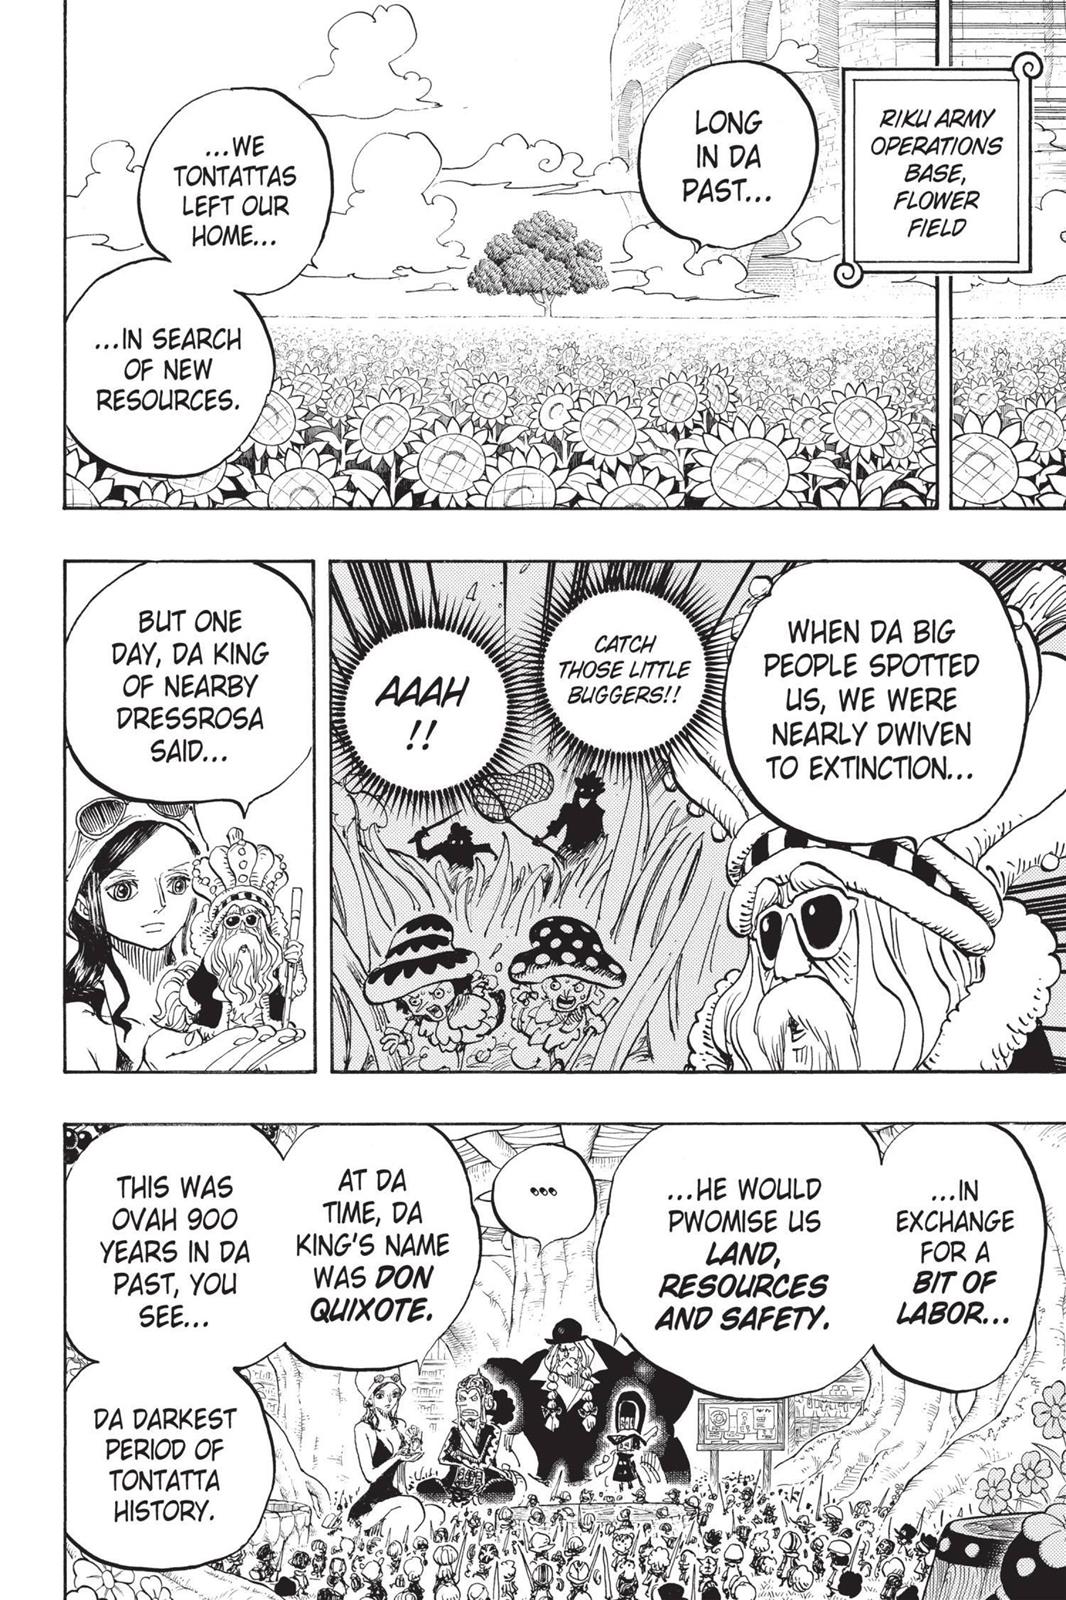 RIKU ARMY
OPERATIONS
BASE,
FLOWER
FIELD
LONG
IN DA
PAST...
...WE
TONTATTAS
LEFT OUR
HOME...
...IN SEARCH
OF NEW
RESOURCES.
WHEN DA BIG
PEOPLE SPOTTED
US, WE WERE
NEARLY DWIVEN
TO EXTINCTION...
CATCH
THOSE LITTLE
BUGGERS!!
AAAH
!!
BUT ONE
DAY, DA KING
OF NEARBY
DRESSROSA
SAID...
...IN
EXCHANGE
FOR A
BIT OF
LABOR...
...HE WOULD
PWOMISE US
LAND,
RESOURCES
AND SAFETY.
...
AT DA
TIME, DA
KING'S NAME
WAS DON
QUIXOTE.
THIS WAS
OVAH 900
YEARS IN DA
PAST, YOU
SEE...
DA DARKEST
PERIOD OF
TONTATTA
HISTORY.